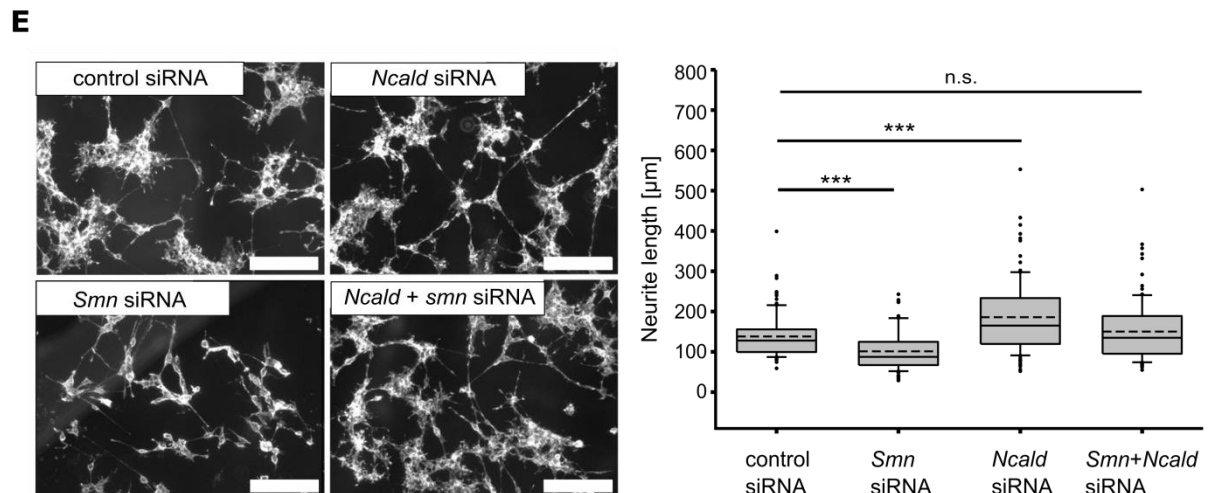 E
control siRNA
Ncald siRNA
Smn siRNA
Ncald + smn siRNA
Neurite length [µm]
800
700
600
500
400
300
200
100
0
n.s.
***
***
control
siRNA
Smn
siRNA
Ncald
siRNA
Smn+Ncald
siRNA